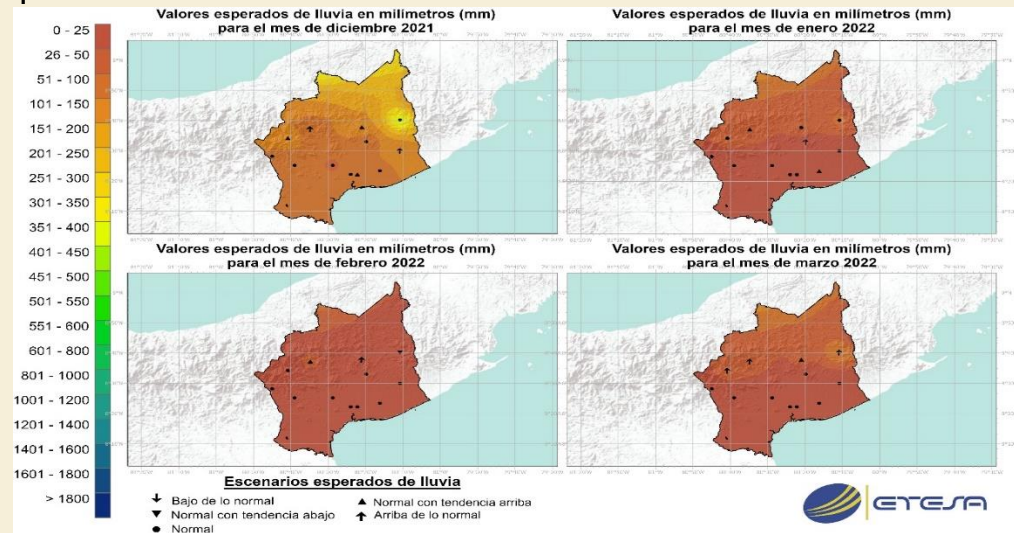 Valores esperados de lluvia en milímetros (mm)
para el mes de diciembre 2021
Valores esperados de lluvia en milímetros (mm)
para el mes de enero 2022
0 - 25
26 - 50
51 - 100
101 - 150
151 - 200
201 - 250
251 - 300
301 - 350
351 - 400
401 - 450
451 - 500
501 - 550
551 - 600
601 - 800
801 - 1000
1001 - 1200
1201 - 1400
1401 - 1600
1601 - 1800
> 1800
Valores esperados de lluvia en milímetros (mm)
para el mes de febrero 2022
Valores esperados de lluvia en milímetros (mm)
para el mes de marzo 2022
Escenarios esperados de lluvia
Bajo de lo normal
Normal con tendencia abajo
Normal
Normal con tendencia arriba
Arriba de lo normal
ETESA